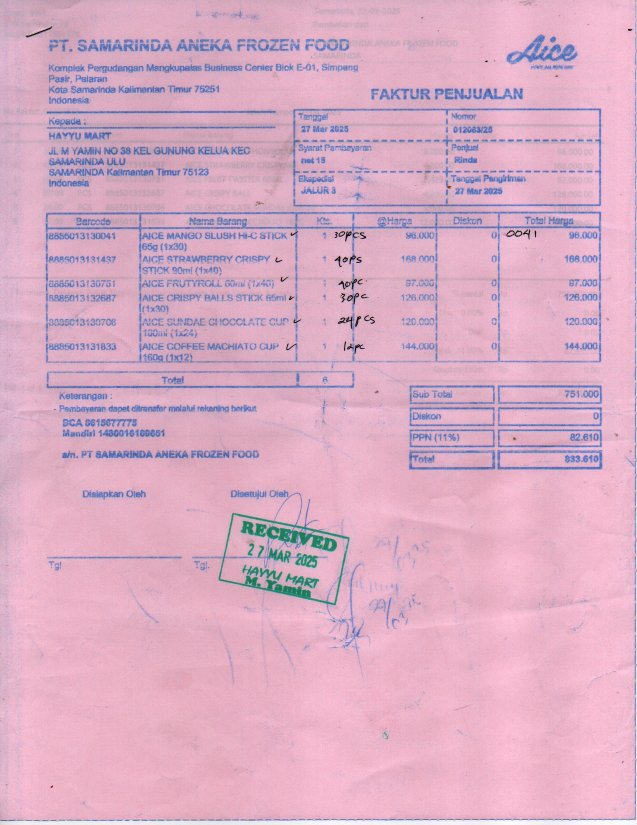 PT. SAMARINDA ANEKA FROZEN FOOD
Aice
Komplek Pergudangan Mangkupalas Business Center Blok E-01, Simpang
Pasir, Palaran
Kota Samarinda Kalimantan Timur 75251
Indonesia
FAKTUR PENJUALAN
Kepada :
HAYYU MART
JL M YAMIN NO 38 KEL GUNUNG KELUA KEC
SAMARINDA ULU
SAMARINDA Kalimantan Timur 75123
Indonesia
Tanggal Nomor
27 Mar 2025 012063/25
Syarat Pembayaran Penjual
net 15 Rinda
Ekspedisi Tanggal Pengiriman
JALUR 3 27 Mar 2025
Barcode Nama Barang Kts. @Harga Diskon Total Harga
8885013130041 AICE MANGO SLUSH HI-C STICK 1 30pcs 96.000 0 0041 96.000
65g (1x30)
8885013131437 AICE STRAWBERRY CRISPY 1 40ps 168.000 0 168.000
STICK 90ml (1x40)
8885013130751 AICE FRUTYROLL 60ml (1x40) 1 40pc 97.000 0 97.000
8885013132687 AICE CRISPY BALLS STICK 65ml 1 30pc 126.000 0 126.000
(1x30)
8885013130706 AICE SUNDAE CHOCOLATE CUP 1 24pcs 120.000 0 120.000
100ml (1x24)
8885013131833 AICE COFFEE MACHIATO CUP 1 12pc 144.000 0 144.000
160g (1x12)
Total 6
Keterangan :
Pembayaran dapat ditransfer melalui rekening berikut
BCA 8615677775
Mandiri 1480016169661
a/n. PT SAMARINDA ANEKA FROZEN FOOD
Sub Total 751.000
Diskon 0
PPN (11%) 82.610
Total 833.610
Disiapkan Oleh Disetujui Oleh
Tgl Tgl.
RECEIVED
27 MAR 2025
HAYYU MART
M. Yamin